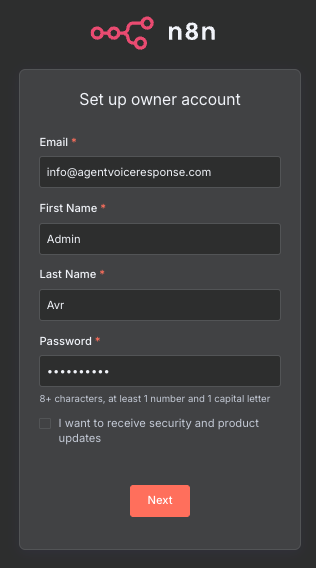 n8n
Set up owner account
Email *
info@agentvoiceresponse.com
First Name *
Admin
Last Name *
Avr
Password *
••••••••••
8+ characters, at least 1 number and 1 capital letter
I want to receive security and product
updates
Next